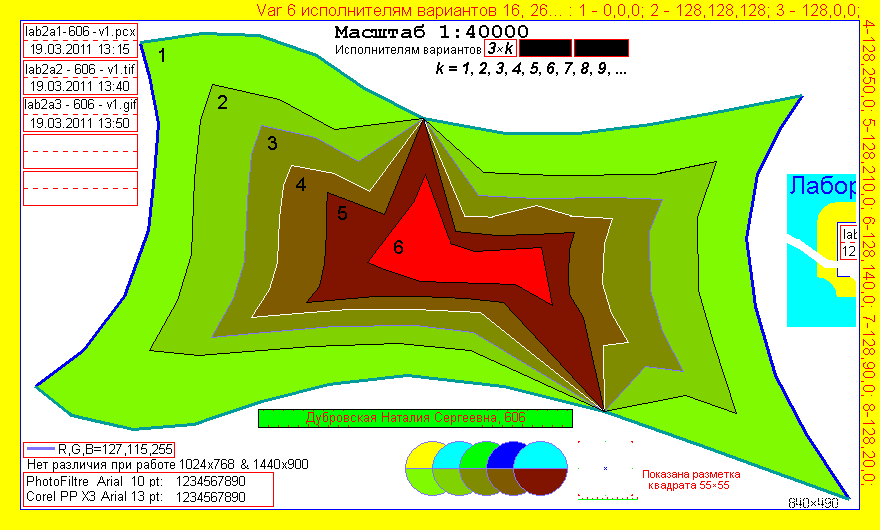 Var 6 исполнителям вариантов 16, 26... : 1 - 0,0,0; 2 - 128,128,128; 3 - 128,0,0;
4–128,250,0; 5–128,210,0; 6–128,140,0; 7–128,90,0; 8–128,20,0;
Масштаб 1:40000
Исполнителям вариантов 3×k
k = 1, 2, 3, 4, 5, 6, 7, 8, 9, ...
lab2a1-606 -v1.pcx
19.03.2011 13:15
lab2a2 - 606 - v1.tif
19.03.2011 13:40
lab2a3 - 606 - v1.gif
19.03.2011 13:50
1
2
3
4
5
6
Лабор
lab
12
Дубровская Наталия Сергеевна, 606
R,G,B=127,115,255
Нет различия при работе 1024x768 & 1440x900
PhotoFiltre Arial 10 pt: 1234567890
Corel PP X3 Arial 13 pt: 1234567890
Показана разметка
квадрата 55×55
840×490